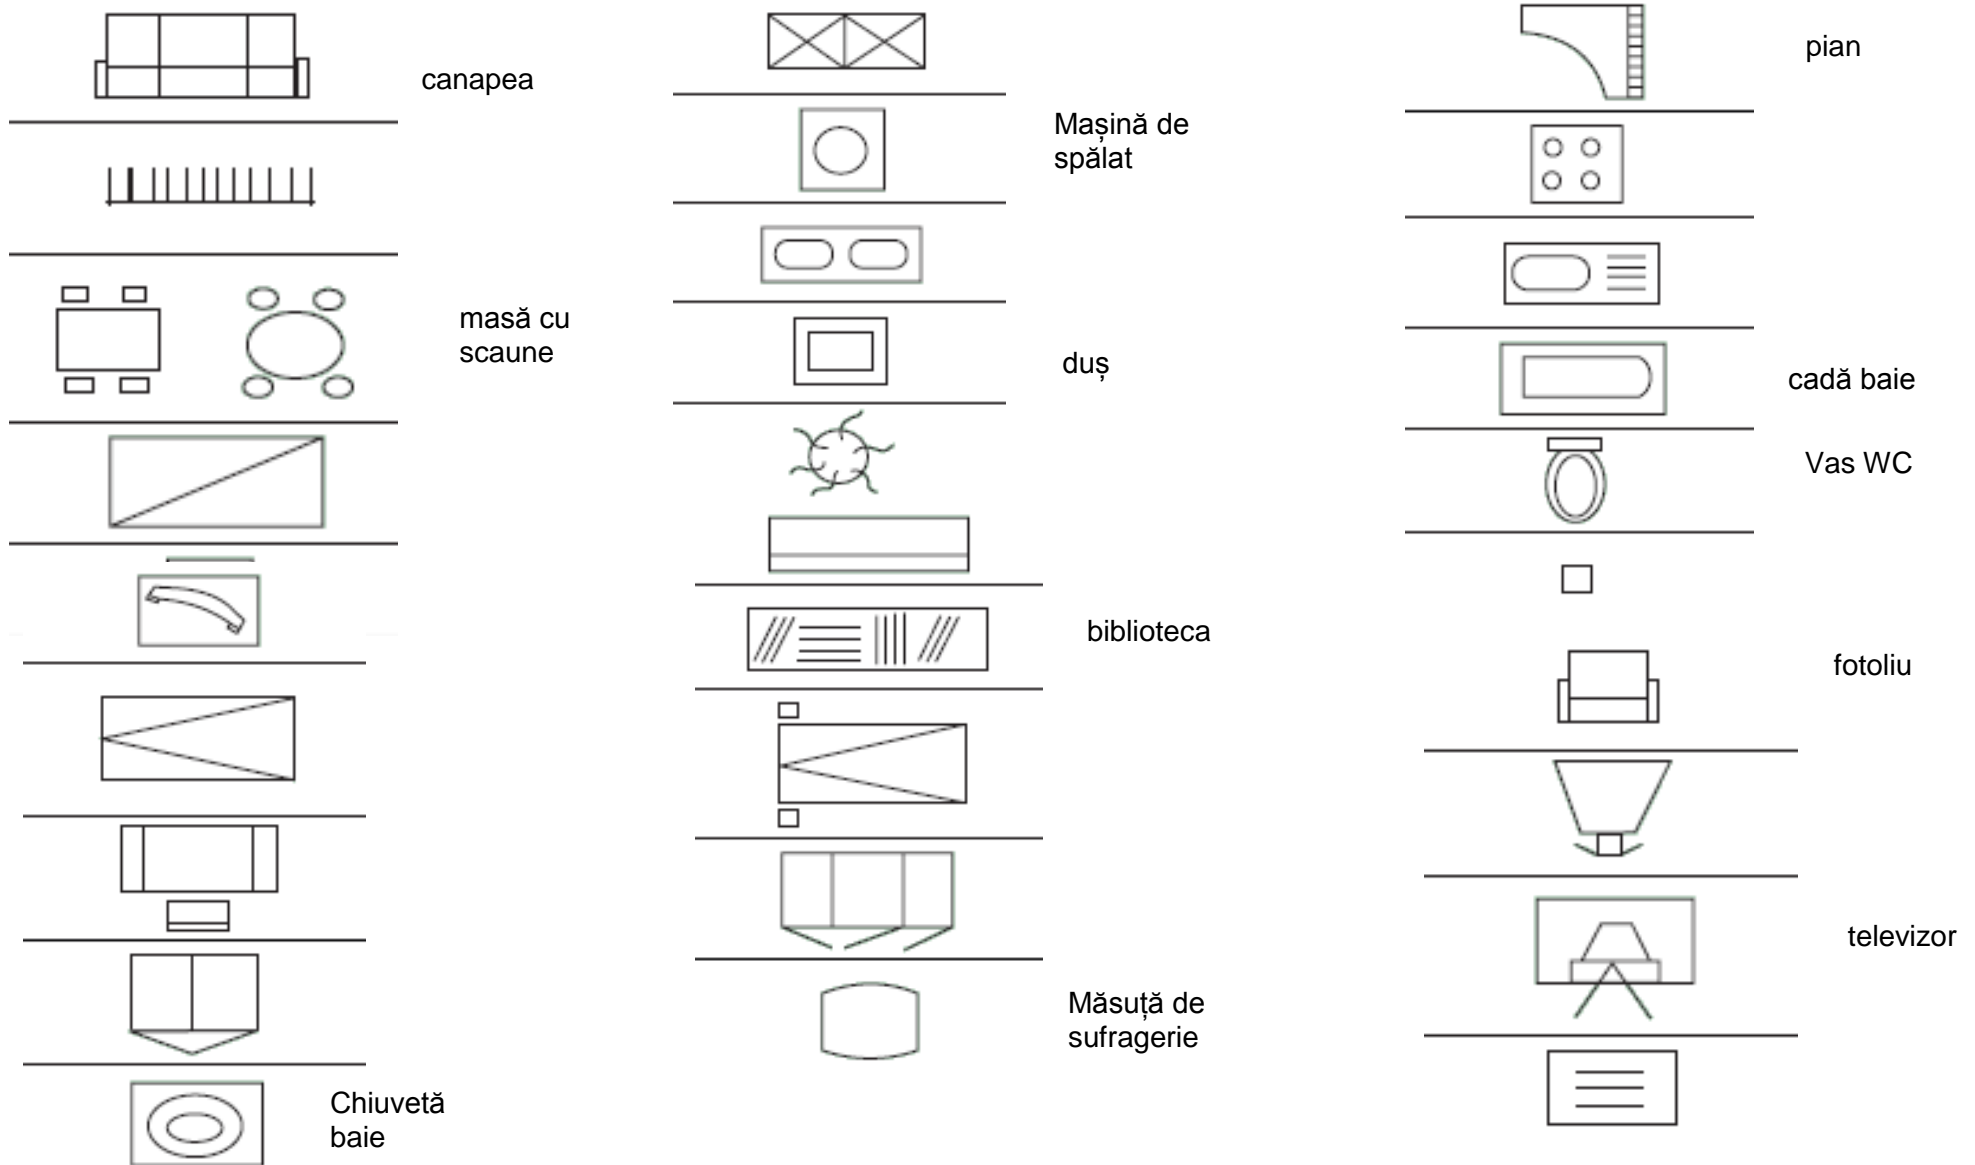 canapea
masă cu
scaune
Chiuvetă
baie
Mașină de
spălat
duș
biblioteca
Măsuță de
sufragerie
pian
cadă baie
Vas WC
fotoliu
televizor